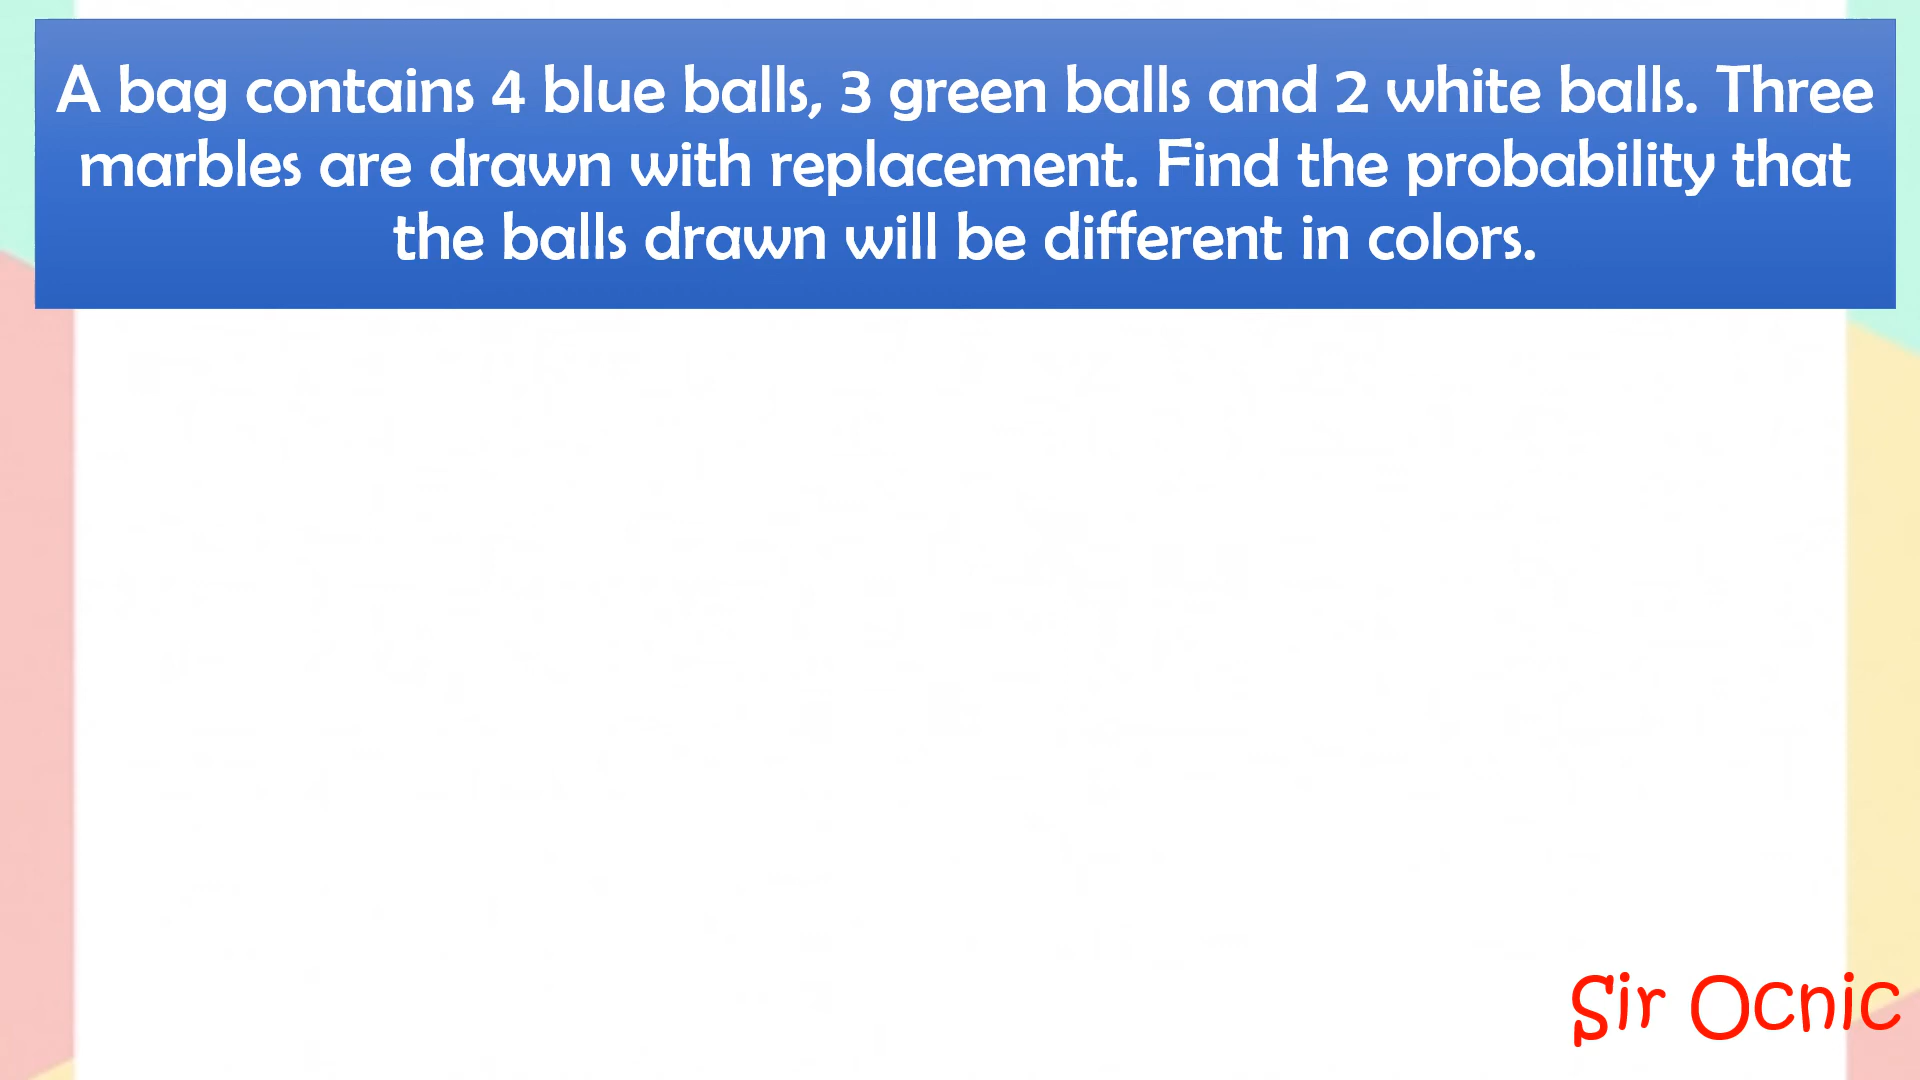 A bag contains 4 blue balls, 3 green balls and 2 white balls. Three
marbles are drawn with replacement. Find the probability that
the balls drawn will be different in colors.
Sir Ocnic